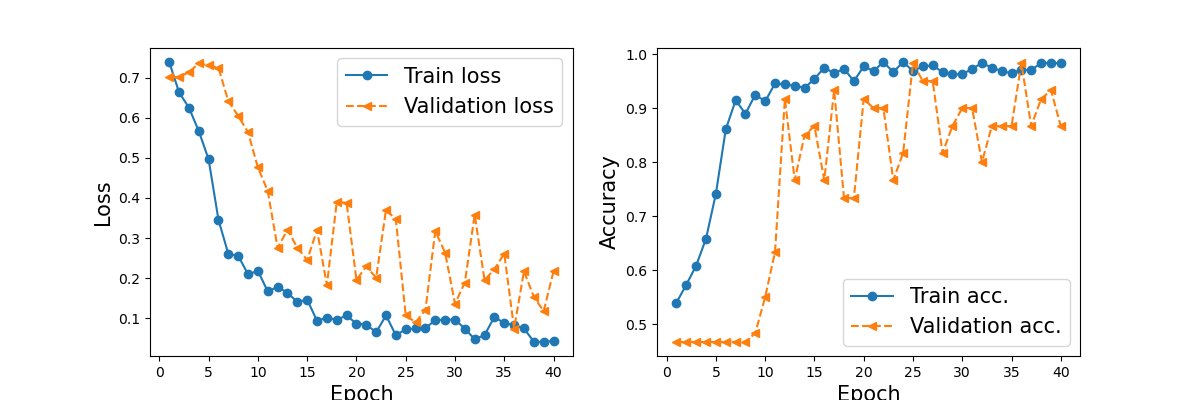 Train loss
Validation loss
0.7
0.6
0.5
0.4
0.3
0.2
0.1
Loss
0 5 10 15 20 25 30 35 40
Epoch
1.0
0.9
0.8
0.7
0.6
0.5
Accuracy
Train acc.
Validation acc.
0 5 10 15 20 25 30 35 40
Epoch